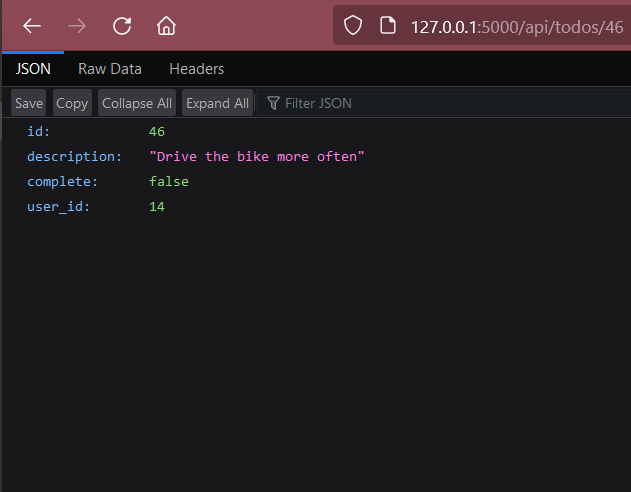 127.0.0.1:5000/api/todos/46
JSON Raw Data Headers
Save Copy Collapse All Expand All Filter JSON
id: 46
description: "Drive the bike more often"
complete: false
user_id: 14